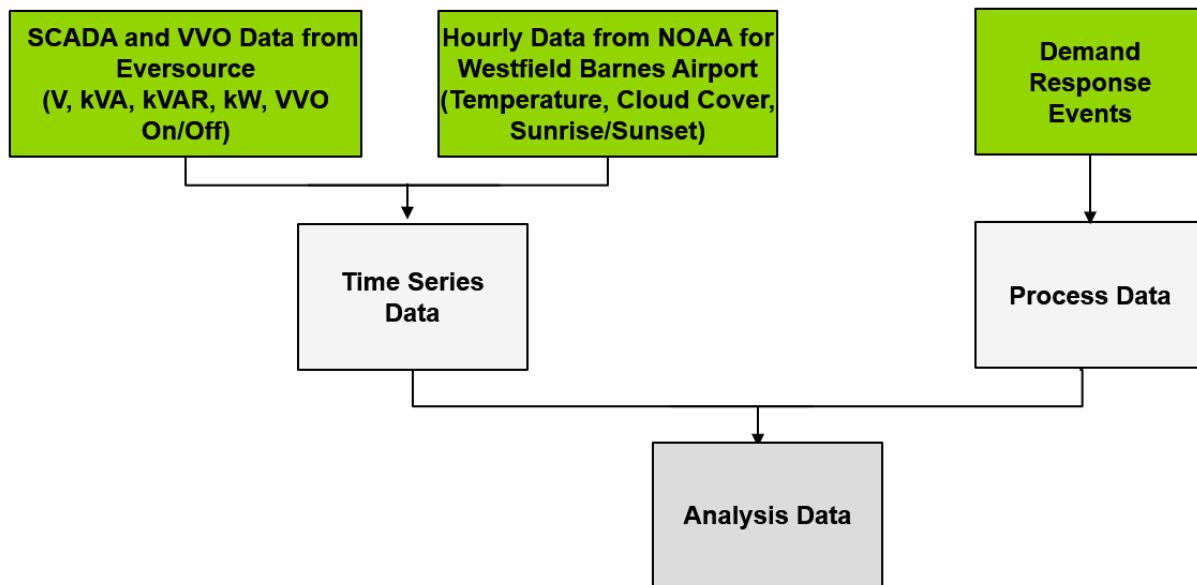 SCADA and VVO Data from
Eversource
(V, kVA, kVAR, kW, VVO
On/Off)
Hourly Data from NOAA for
Westfield Barnes Airport
(Temperature, Cloud Cover,
Sunrise/Sunset)
Demand
Response
Events
Time Series
Data
Process Data
Analysis Data